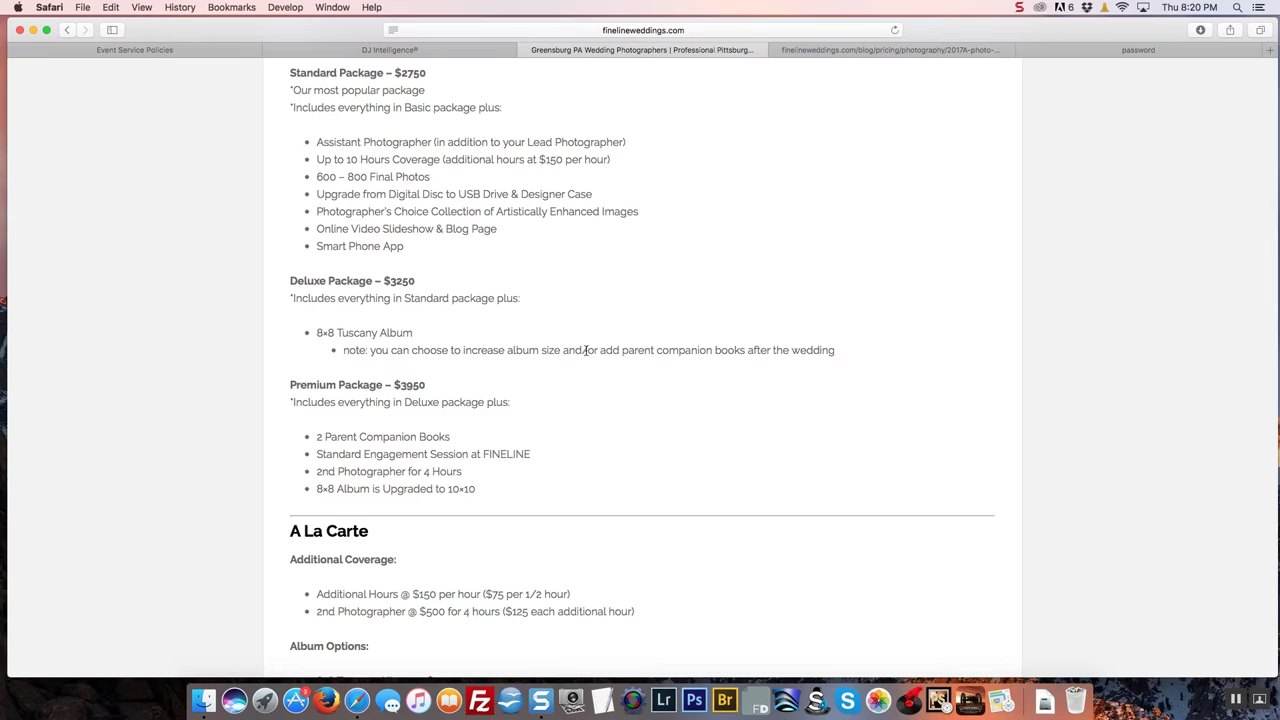 Safari File Edit View History Bookmarks Develop Window Help 6 Thu 8:20 PM
finelineweddings.com
Event Service Policies DJ Intelligence® Greensburg PA Wedding Photographers | Professional Pittsburg... finelineweddings.com/blog/pricing/photography/2017A-photo-... password
Standard Package – $2750
*Our most popular package
*Includes everything in Basic package plus:
• Assistant Photographer (in addition to your Lead Photographer)
• Up to 10 Hours Coverage (additional hours at $150 per hour)
• 600 – 800 Final Photos
• Upgrade from Digital Disc to USB Drive & Designer Case
• Photographer's Choice Collection of Artistically Enhanced Images
• Online Video Slideshow & Blog Page
• Smart Phone App
Deluxe Package – $3250
*Includes everything in Standard package plus:
• 8×8 Tuscany Album
• note: you can choose to increase album size and/or add parent companion books after the wedding
Premium Package – $3950
*Includes everything in Deluxe package plus:
• 2 Parent Companion Books
• Standard Engagement Session at FINELINE
• 2nd Photographer for 4 Hours
• 8×8 Album is Upgraded to 10×10
A La Carte
Additional Coverage:
• Additional Hours @ $150 per hour ($75 per 1/2 hour)
• 2nd Photographer @ $500 for 4 hours ($125 each additional hour)
Album Options:
Fz S Lr Ps Br FD S S